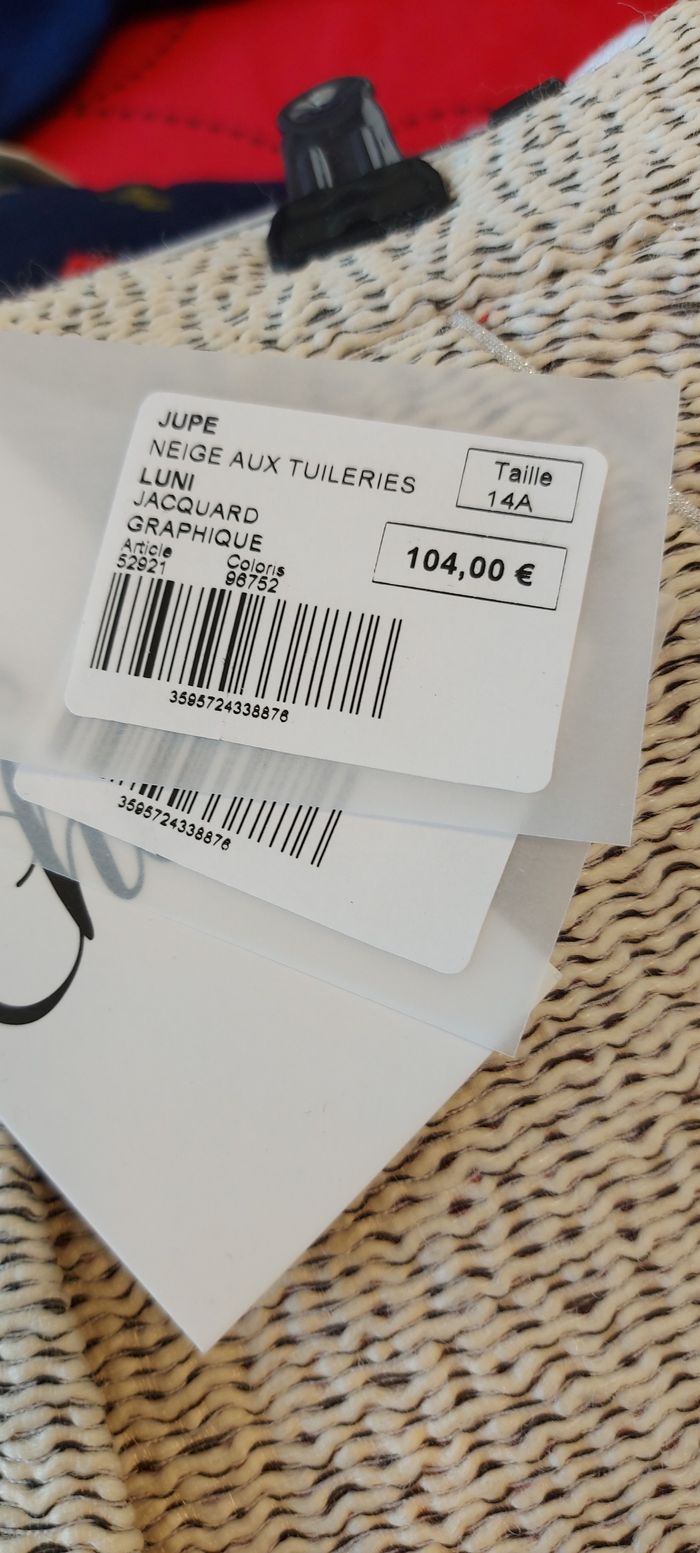 JUPE
NEIGE AUX TUILERIES
LUNI
JACQUARD
GRAPHIQUE
Taille
14A
104,00 €
Article Coloris
52921 96752
3595724338876
3595724338876